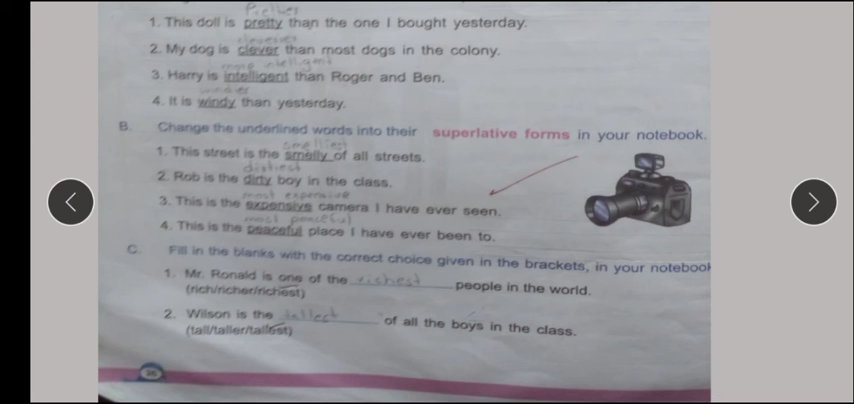 Prettier
1. This doll is pretty than the one I bought yesterday.
cleverer
2. My dog is clever than most dogs in the colony.
more intelligent
3. Harry is intelligent than Roger and Ben.
windier
4. It is windy than yesterday.
B. Change the underlined words into their superlative forms in your notebook.
smelliest
1. This street is the smelly of all streets.
dirtiest
2. Rob is the dirty boy in the class.
most expensive
3. This is the expensive camera I have ever seen.
most peaceful
4. This is the peaceful place I have ever been to.
C. Fill in the blanks with the correct choice given in the brackets, in your notebook
1. Mr. Ronald is one of the richest people in the world.
(rich/richer/richest)
2. Wilson is the tallest of all the boys in the class.
(tall/taller/tallest)